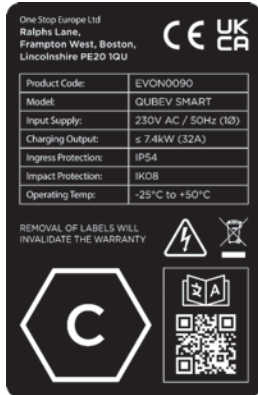 One Stop Europe Ltd
Ralphs Lane,
Frampton West, Boston,
Lincolnshire PE20 1QU
CE UK CA
Product Code: EVON0090
Model: QUBEV SMART
Input Supply: 230V AC / 50Hz (1Ø)
Charging Output: ≤ 7.4kW (32A)
Ingress Protection: IP54
Impact Protection: IK08
Operating Temp: -25°C to +50°C
REMOVAL OF LABELS WILL
INVALIDATE THE WARRANTY
A
C